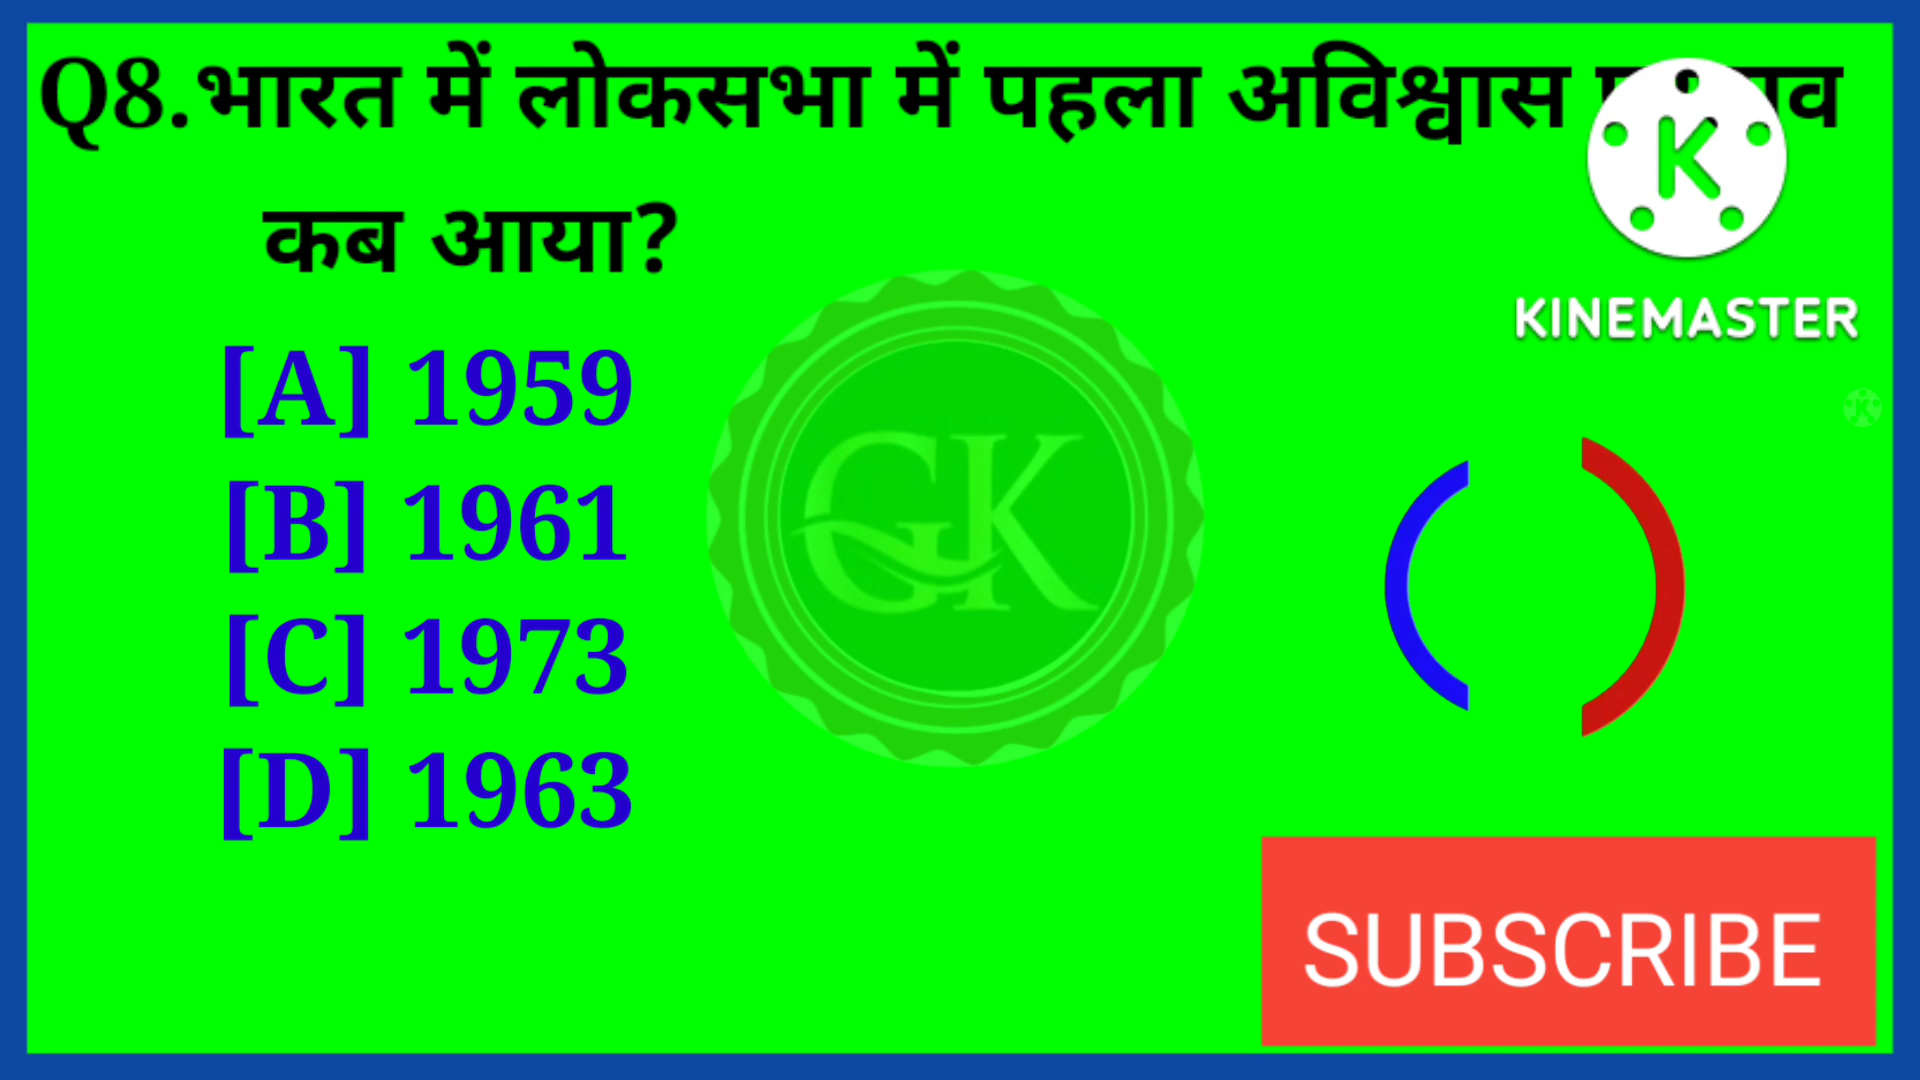 Q8.भारत में लोकसभा में पहला अविश्वास
कब आया?
[A] 1959
[B] 1961
[C] 1973
[D] 1963
GK
K
KINEMASTER
SUBSCRIBE